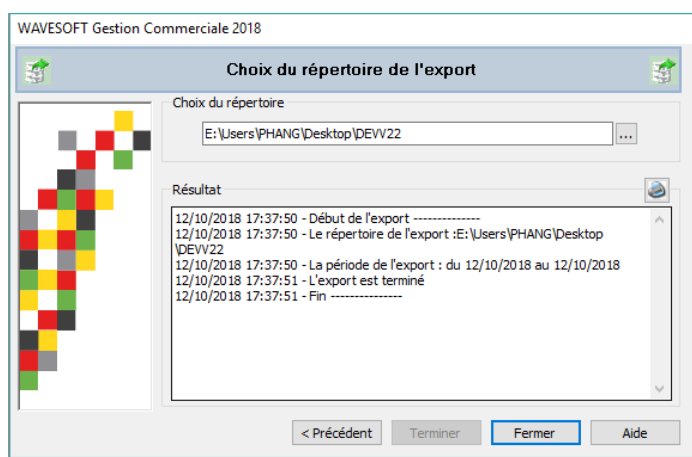 WAVESOFT Gestion Commerciale 2018
Choix du répertoire de l'export
Choix du répertoire
E:\Users\PHANG\Desktop\DEVV22
...
Résultat
12/10/2018 17:37:50 - Début de l'export --------------
12/10/2018 17:37:50 - Le répertoire de l'export :E:\Users\PHANG\Desktop
\DEVV22
12/10/2018 17:37:50 - La période de l'export : du 12/10/2018 au 12/10/2018
12/10/2018 17:37:51 - L'export est terminé
12/10/2018 17:37:51 - Fin ---------------
< Précédent Terminer Fermer Aide